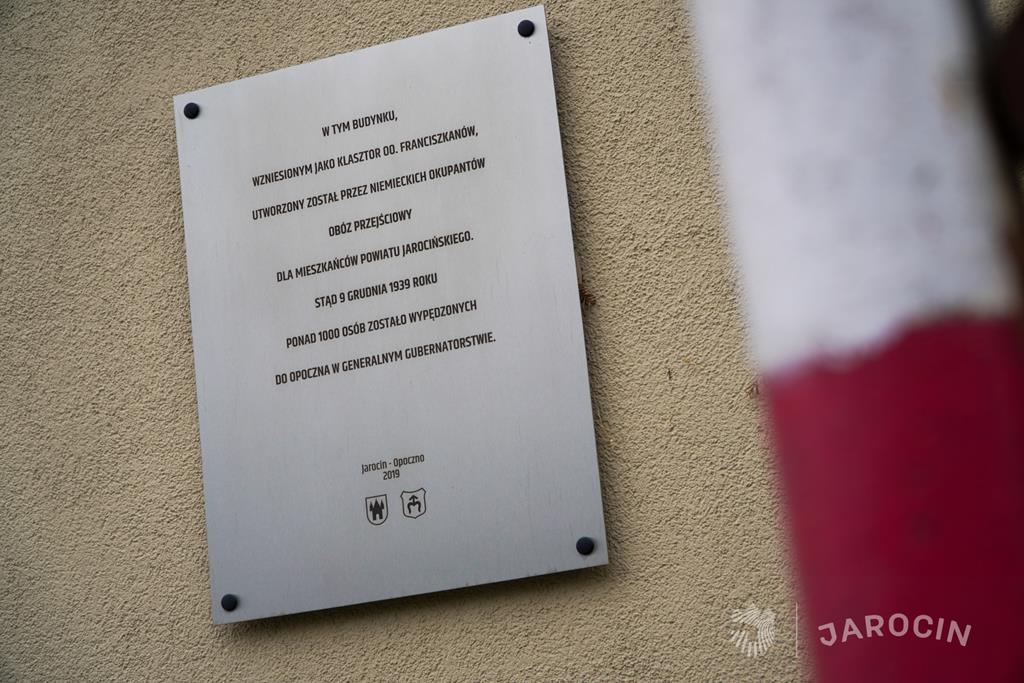 W TYM BUDYNKU,
WZNIESIONYM JAKO KLASZTOR OO. FRANCISZKANÓW,
UTWORZONY ZOSTAŁ PRZEZ NIEMIECKICH OKUPANTÓW
OBÓZ PRZEJŚCIOWY
DLA MIESZKAŃCÓW POWIATU JAROCIŃSKIEGO.
STĄD 9 GRUDNIA 1939 ROKU
PONAD 1000 OSÓB ZOSTAŁO WYPĘDZONYCH
DO OPOCZNA W GENERALNYM GUBERNATORSTWIE.
Jarocin - Opoczno
2019
JAROCIN